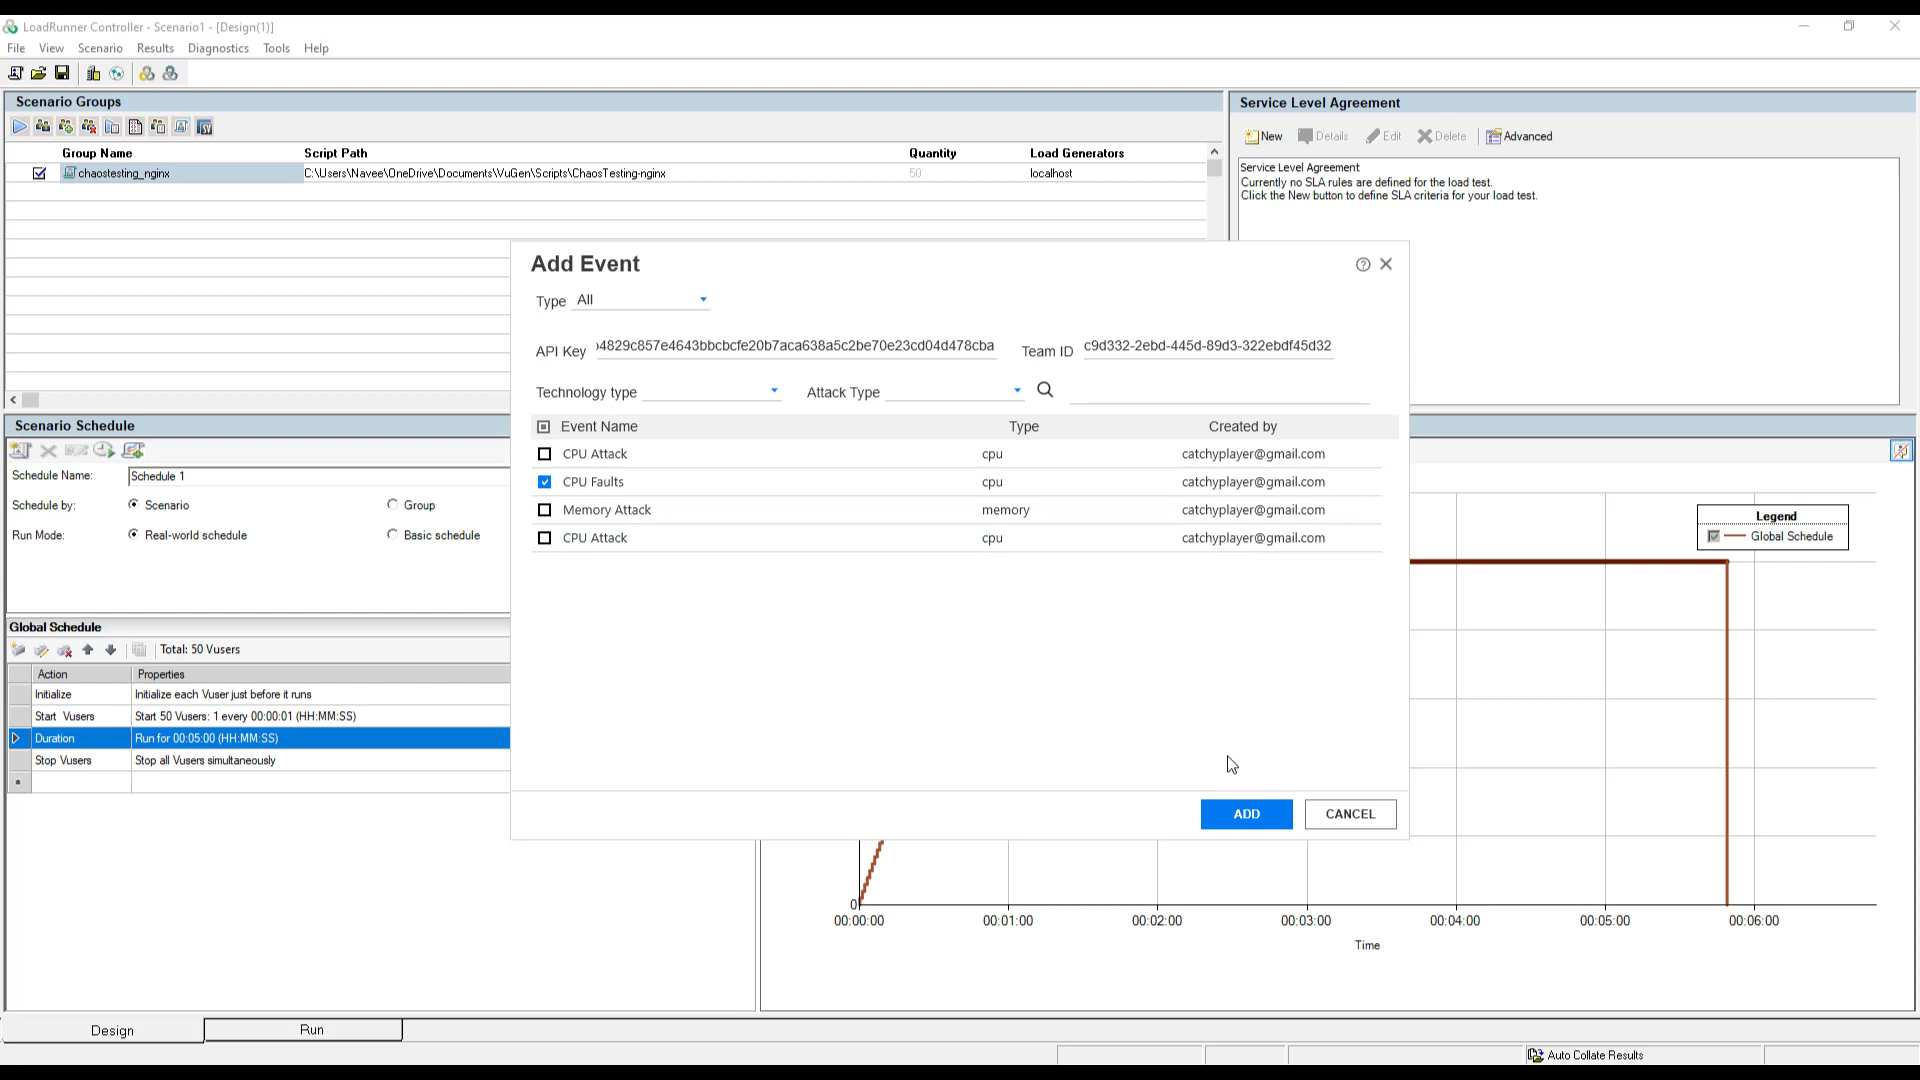 LoadRunner Controller - Scenario1 - [Design(1)]
File View Scenario Results Diagnostics Tools Help
Scenario Groups
Group Name Script Path Quantity Load Generators
chaostesting_nginx C:\Users\Navee\OneDrive\Documents\VuGen\Scripts\ChaosTesting-nginx 50 localhost
Service Level Agreement
New Details Edit Delete Advanced
Service Level Agreement
Currently no SLA rules are defined for the load test.
Click the New button to define SLA criteria for your load test.
Add Event
Type All
API Key 4829c857e4643bbcbcfe20b7aca638a5c2be70e23cd04d478cba Team ID c9d332-2ebd-445d-89d3-322ebdf45d32
Technology type Attack Type
Event Name Type Created by
CPU Attack cpu catchyplayer@gmail.com
CPU Faults cpu catchyplayer@gmail.com
Memory Attack memory catchyplayer@gmail.com
CPU Attack cpu catchyplayer@gmail.com
ADD CANCEL
Scenario Schedule
Schedule Name: Schedule 1
Schedule by: Scenario Group
Run Mode: Real-world schedule Basic schedule
Global Schedule
Total: 50 Vusers
Action Properties
Initialize Initialize each Vuser just before it runs
Start Vusers Start 50 Vusers: 1 every 00:00:01 (HH:MM:SS)
Duration Run for 00:05:00 (HH:MM:SS)
Stop Vusers Stop all Vusers simultaneously
Legend
Global Schedule
0
00:00:00 00:01:00 00:02:00 00:03:00 00:04:00 00:05:00 00:06:00
Time
Design Run
Auto Collate Results